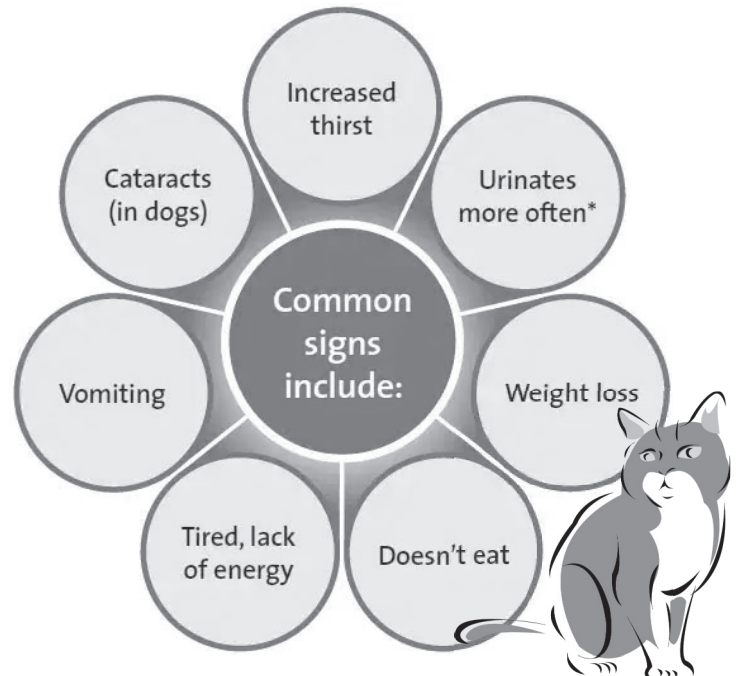 Common
signs
include:
Increased
thirst
Urinates
more often*
Weight loss
Doesn't eat
Tired, lack
of energy
Vomiting
Cataracts
(in dogs)